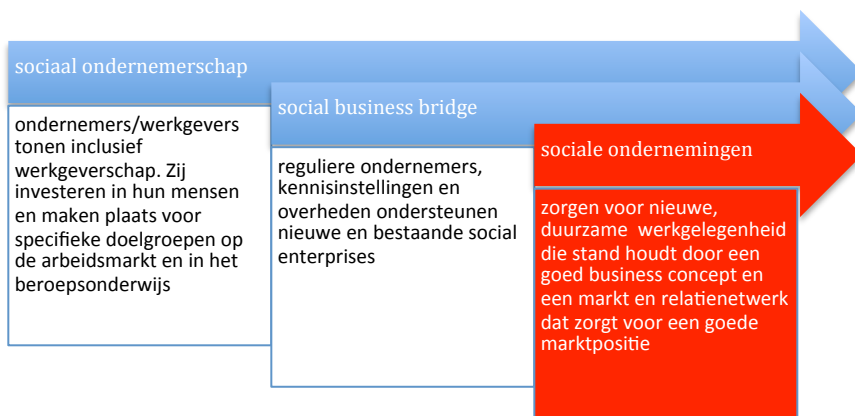 sociaal ondernemerschap
ondernemers/werkgevers
tonen inclusief
werkgeverschap. Zij
investeren in hun mensen
en maken plaats voor
specifieke doelgroepen op
de arbeidsmarkt en in het
beroepsonderwijs
social business bridge
reguliere ondernemers,
kennisinstellingen en
overheden ondersteunen
nieuwe en bestaande social
enterprises
sociale ondernemingen
zorgen voor nieuwe,
duurzame werkgelegenheid
die stand houdt door een
goed business concept en
een markt en relatienetwerk
dat zorgt voor een goede
marktpositie